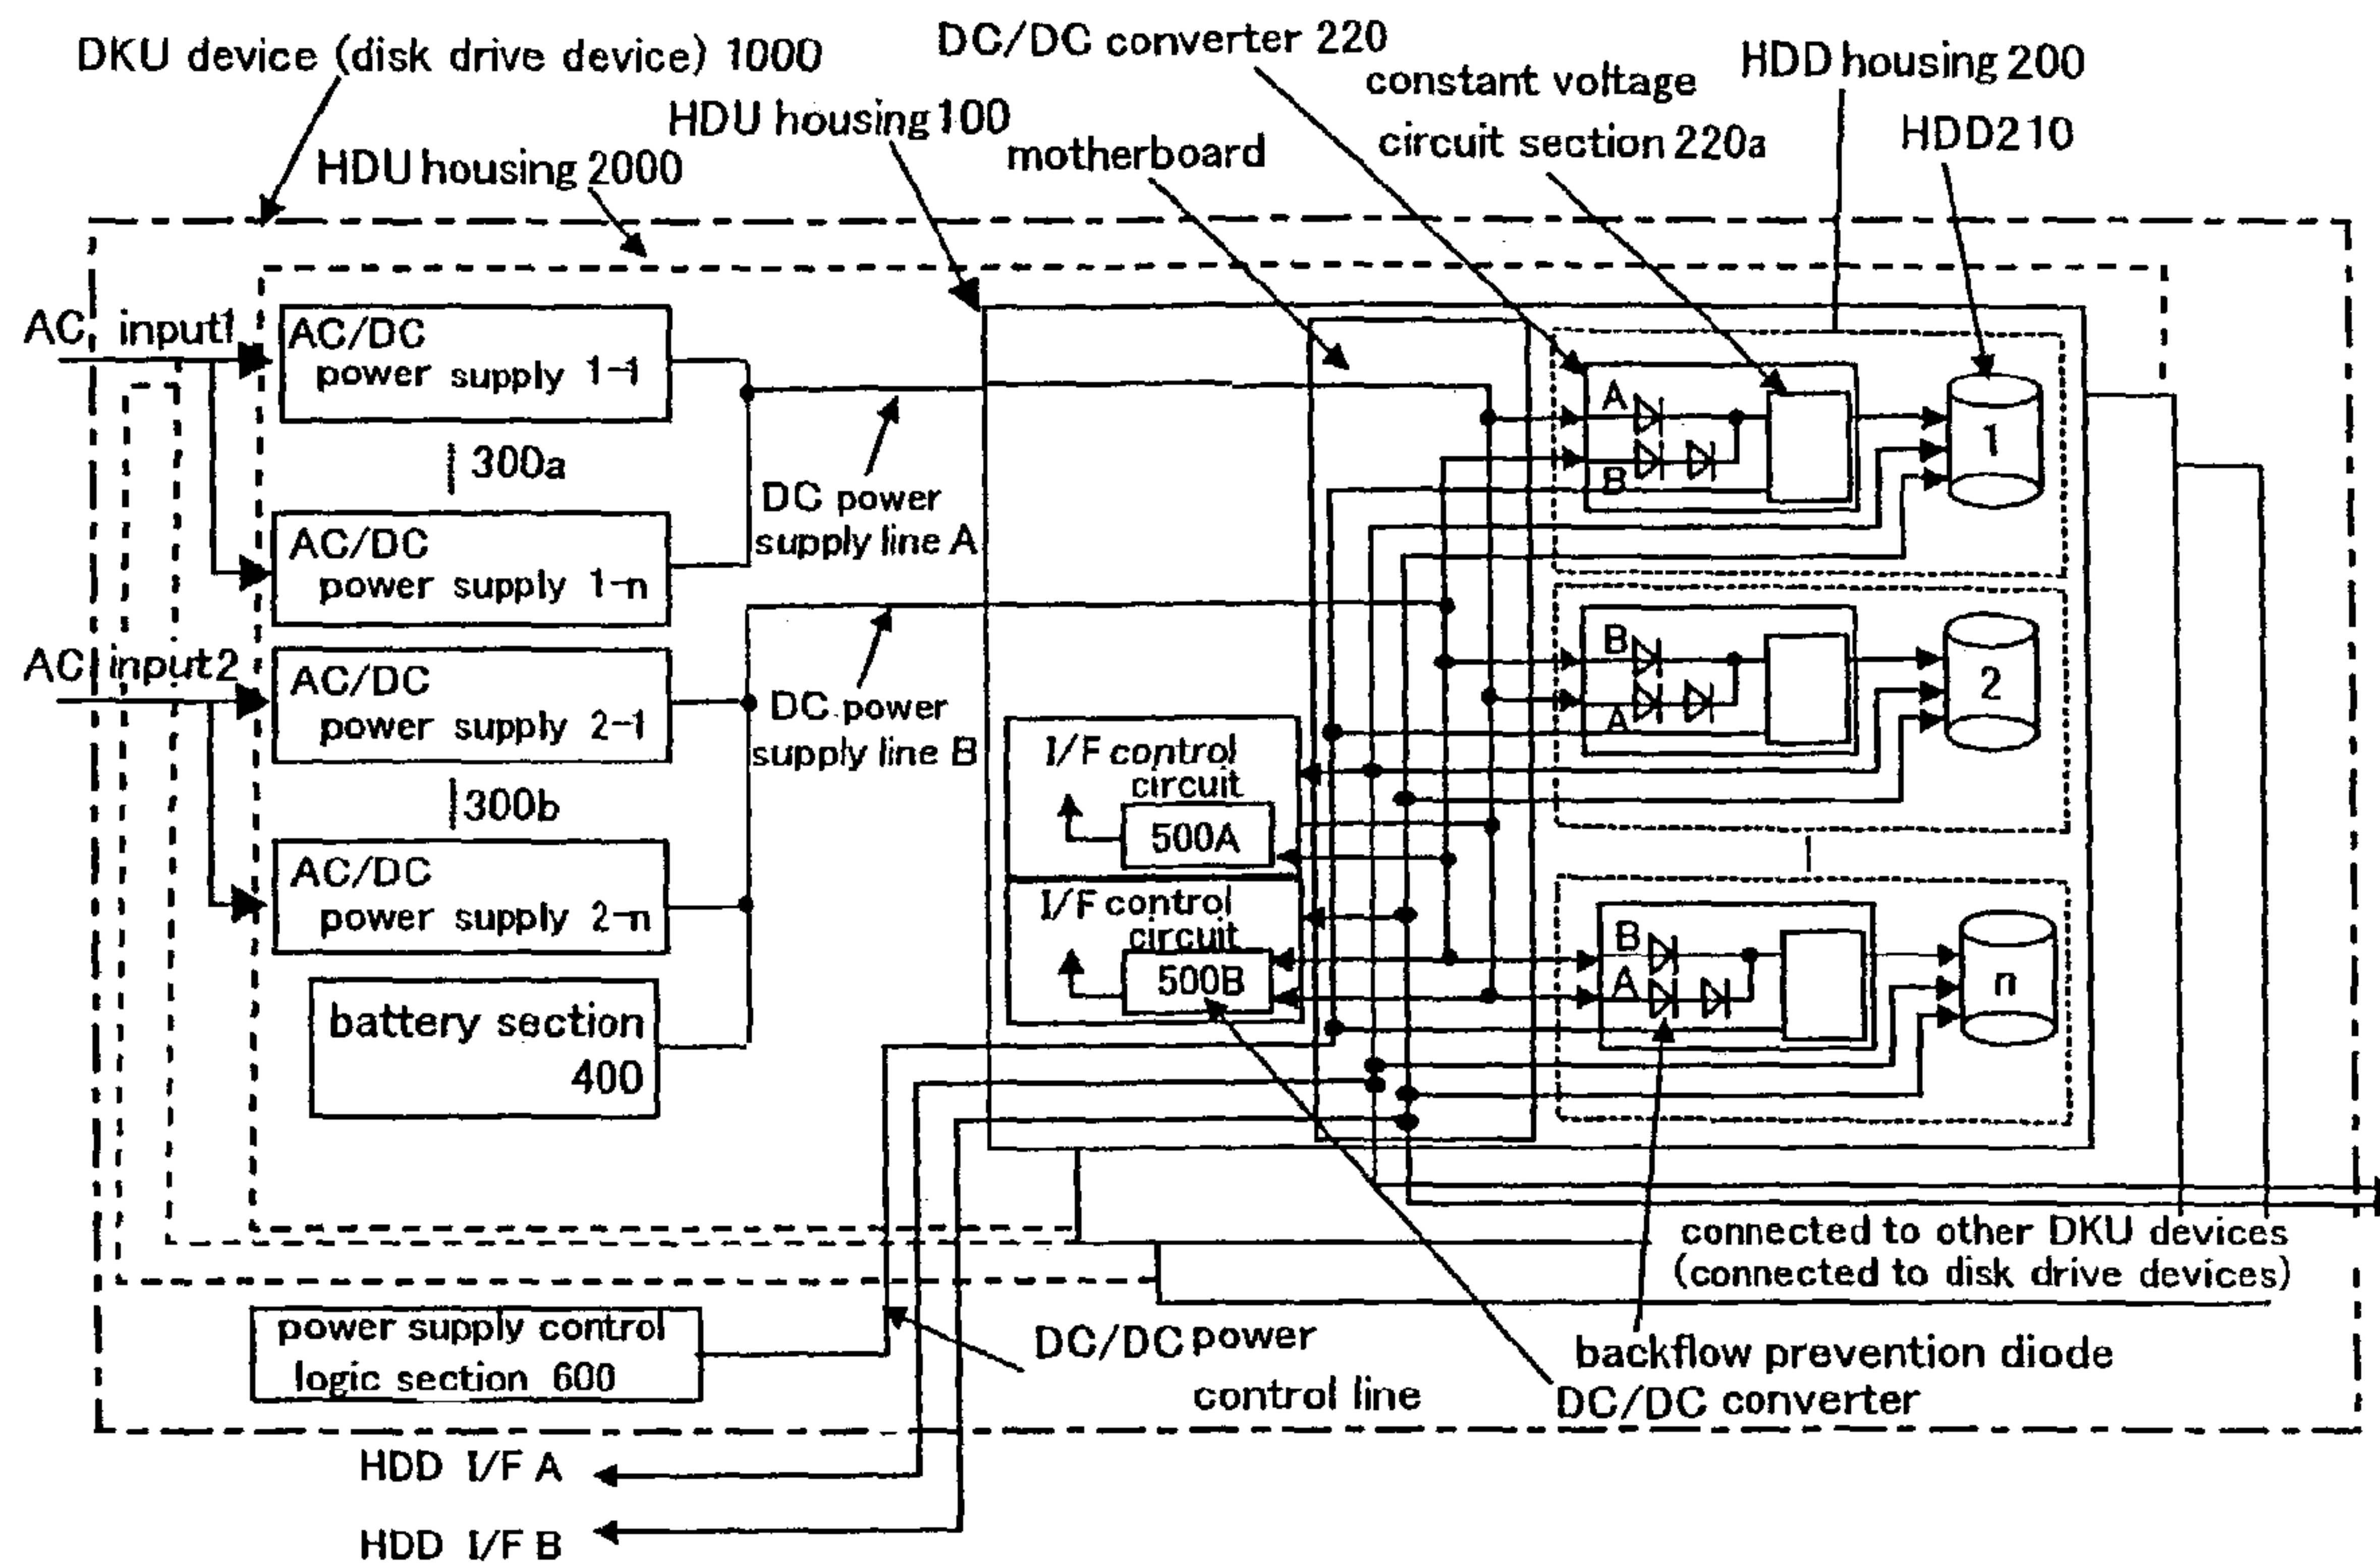 DKU device (disk drive device) 1000
DC/DC converter 220
constant voltage
circuit section 220a
HDD housing 200
HDU housing 100
motherboard
HDD210
HDU housing 2000
AC input1
AC/DC
power supply 1-1
300a
DC power
supply line A
AC/DC
power supply 1-n
AC input2
AC/DC
power supply 2-1
DC power
supply line B
300b
AC/DC
power supply 2-n
battery section
400
I/F control
circuit
500A
I/F control
circuit
500B
A
B
1
B
A
2
B
A
n
connected to other DKU devices
(connected to disk drive devices)
power supply control
logic section 600
DC/DC power
control line
backflow prevention diode
DC/DC converter
HDD I/F A
HDD I/F B